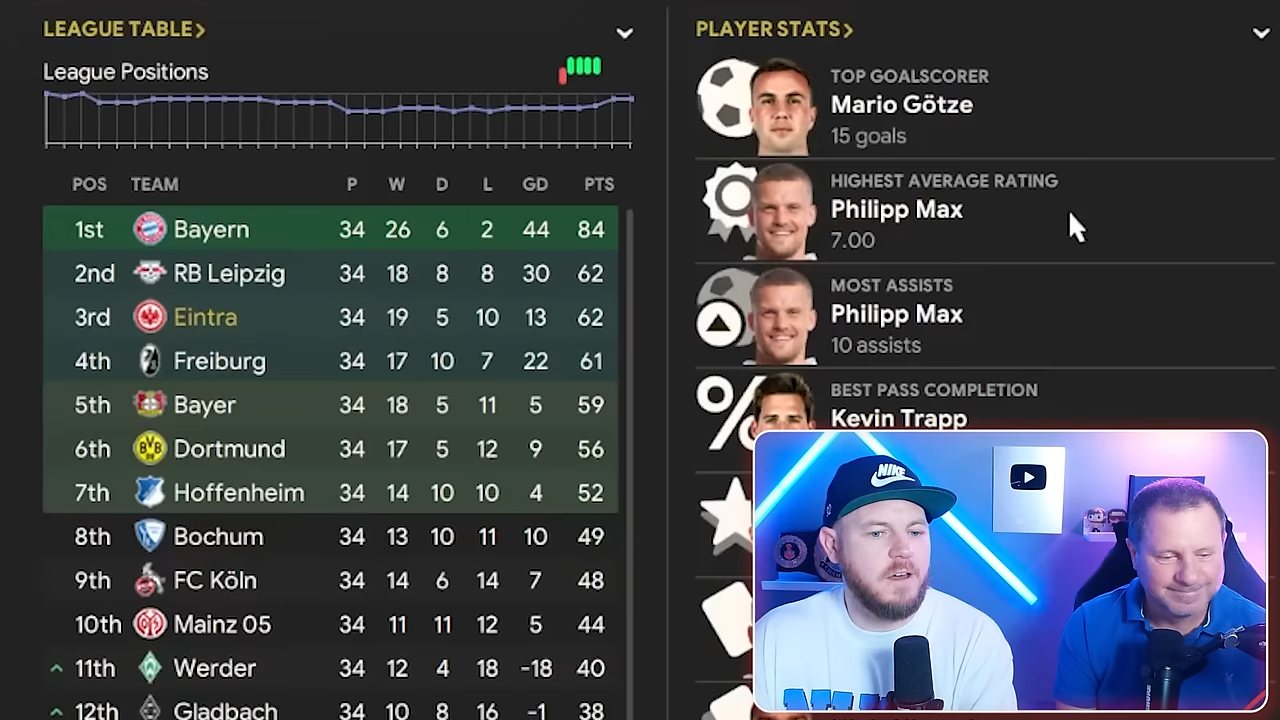 LEAGUE TABLE>
League Positions
POS TEAM P W D L GD PTS
1st Bayern 34 26 6 2 44 84
2nd RB Leipzig 34 18 8 8 30 62
3rd Eintra 34 19 5 10 13 62
4th Freiburg 34 17 10 7 22 61
5th Bayer 34 18 5 11 5 59
6th Dortmund 34 17 5 12 9 56
7th Hoffenheim 34 14 10 10 4 52
8th Bochum 34 13 10 11 10 49
9th FC Köln 34 14 6 14 7 48
10th Mainz 05 34 11 11 12 5 44
11th Werder 34 12 4 18 -18 40
12th Gladbach 34 10 8 16 -1 38
PLAYER STATS>
TOP GOALSCORER
Mario Götze
15 goals
HIGHEST AVERAGE RATING
Philipp Max
7.00
MOST ASSISTS
Philipp Max
10 assists
BEST PASS COMPLETION
Kevin Trapp
NIKE